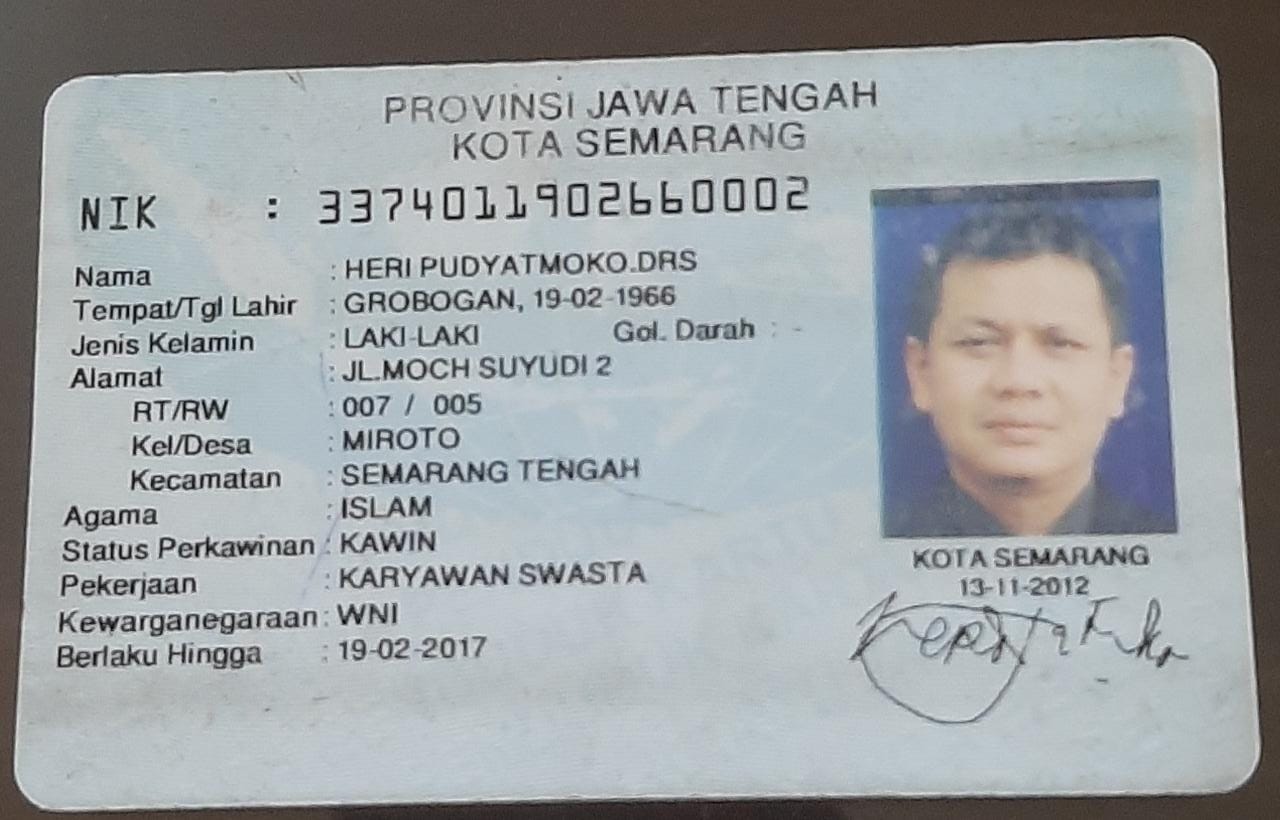 PROVINSI JAWA TENGAH
KOTA SEMARANG
NIK : 3374011902660002
Nama : HERI PUDYATMOKO.DRS
Tempat/Tgl Lahir : GROBOGAN, 19-02-1966
Jenis Kelamin : LAKI-LAKI Gol. Darah : -
Alamat : JL.MOCH SUYUDI 2
RT/RW : 007 / 005
Kel/Desa : MIROTO
Kecamatan : SEMARANG TENGAH
Agama : ISLAM
Status Perkawinan : KAWIN
Pekerjaan : KARYAWAN SWASTA
Kewarganegaraan : WNI
Berlaku Hingga : 19-02-2017
KOTA SEMARANG
13-11-2012